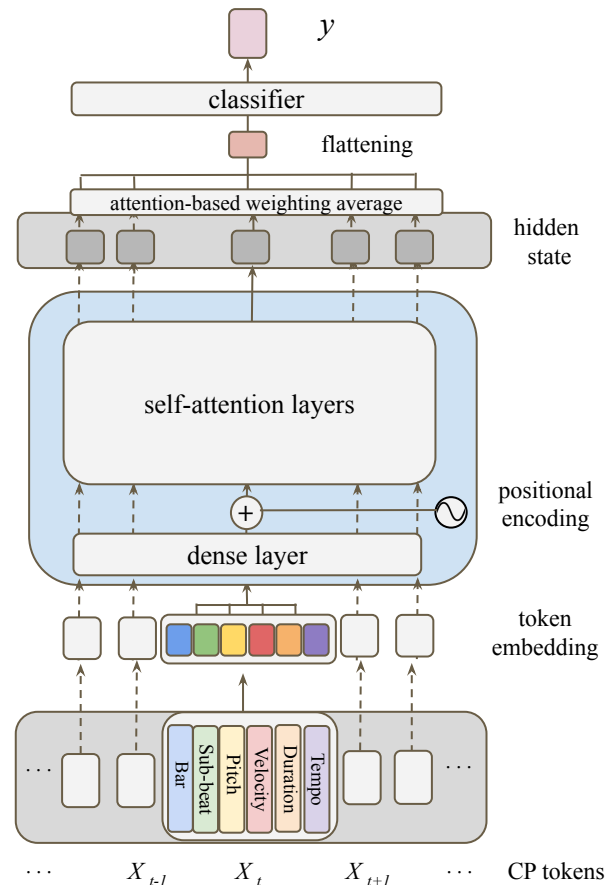 y
classifier
flattening
attention-based weighting average
hidden
state
self-attention layers
+
positional
encoding
dense layer
token
embedding
Bar
Sub-beat
Pitch
Velocity
Duration
Tempo
... ...
... X t-1 X t X t+1 ... CP tokens